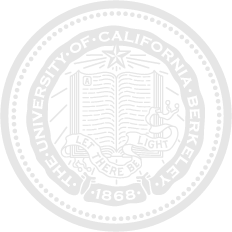 THE·UNIVERSITY·OF·CALIFORNIA·BERKELEY·
A
LET THERE BE LIGHT
·1868·